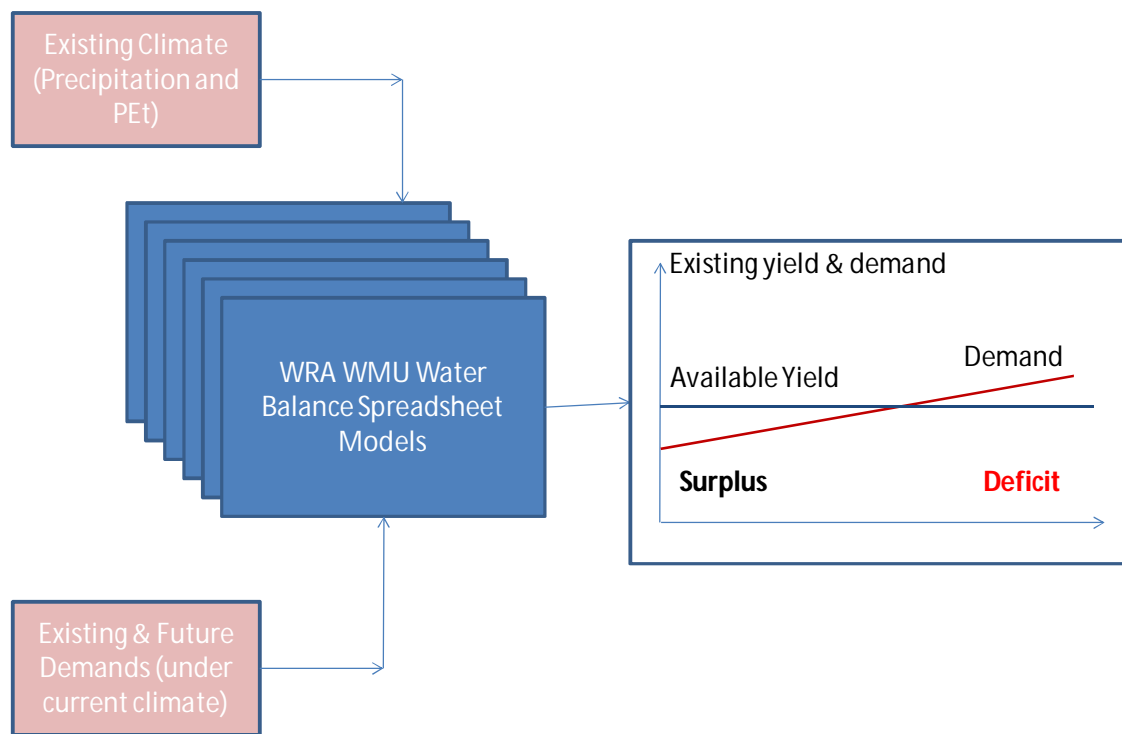 Existing Climate
(Precipitation and
PEt)
WRA WMU Water
Balance Spreadsheet
Models
Existing yield & demand
Demand
Available Yield
Surplus
Deficit
Existing & Future
Demands (under
current climate)